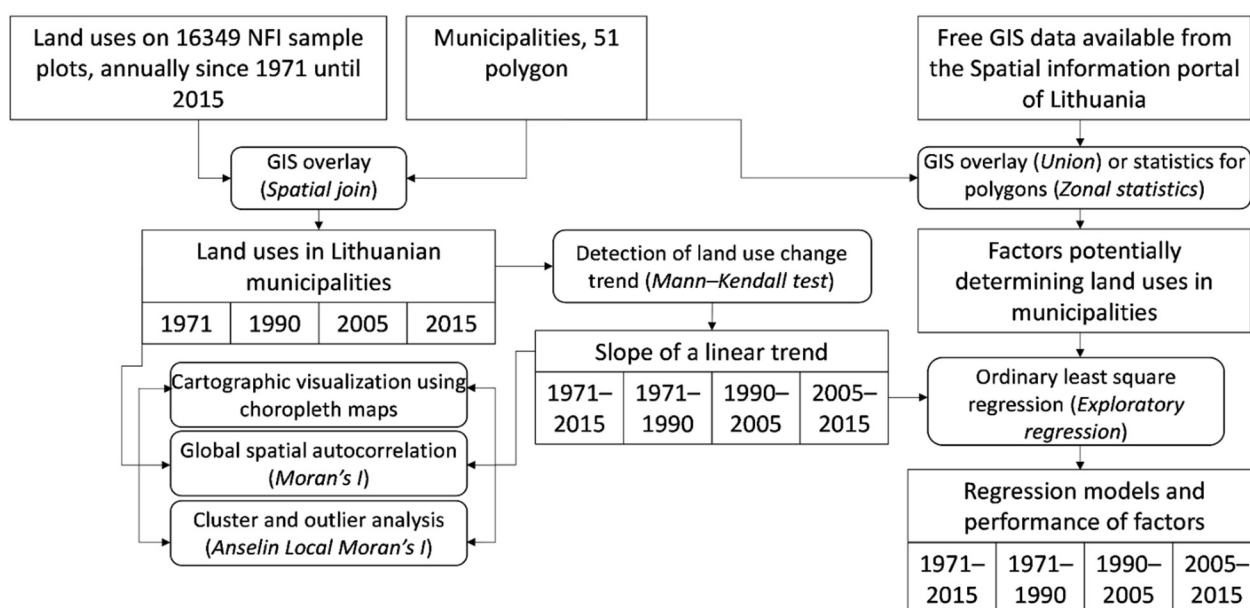 Land uses on 16349 NFI sample
plots, annually since 1971 until
2015
Municipalities, 51
polygon
Free GIS data available from
the Spatial information portal
of Lithuania
GIS overlay
(Spatial join)
GIS overlay (Union) or statistics for
polygons (Zonal statistics)
Land uses in Lithuanian
municipalities
1971 1990 2005 2015
Detection of land use change
trend (Mann–Kendall test)
Factors potentially
determining land uses in
municipalities
Slope of a linear trend
1971– 1971– 1990– 2005–
2015 1990 2005 2015
Cartographic visualization using
choropleth maps
Global spatial autocorrelation
(Moran's I)
Cluster and outlier analysis
(Anselin Local Moran's I)
Ordinary least square
regression (Exploratory
regression)
Regression models and
performance of factors
1971– 1971– 1990– 2005–
2015 1990 2005 2015